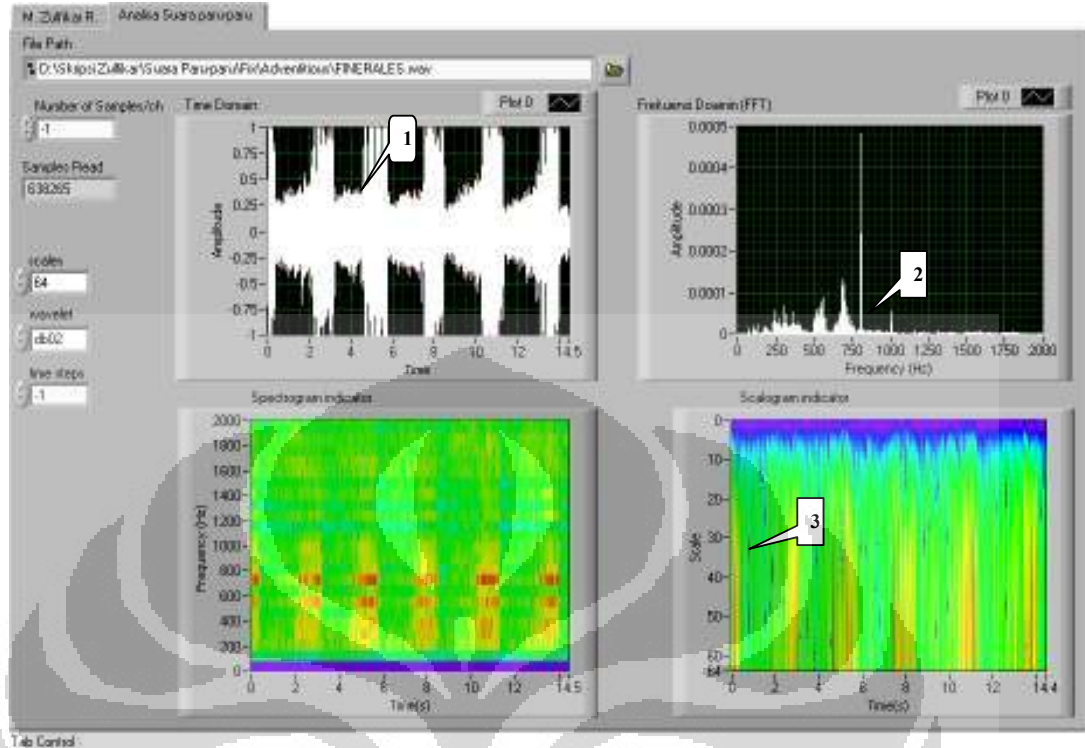 M. Zulfikar R. Analisa Suara paru-paru
File Path
D:\Skripsi Zulfikar\Suara Paru-paru\Fix\Adventitious\FINERALES.wav
Number of Samples/ch
-1
Samples Read
638265
scales
64
wavelet
db02
time steps
-1
Time Domain
Plot 0
1
Amplitude
1
0.75
0.5
0.25
0
-0.25
-0.5
-0.75
-1
0 2 4 6 8 10 12 14.5
Time
Frekuensi Doamin (FFT)
Plot 0
2
Amplitude
0.0005
0.0004
0.0003
0.0002
0.0001
0
0 250 500 750 1000 1250 1500 1750 2000
Frequency (Hz)
Spectrogram indicator
Frequency (Hz)
2000
1800
1600
1400
1200
1000
800
600
400
200
0
0 2 4 6 8 10 12 14.5
Time(s)
Scalogram indicator
3
Scale
0
10
20
30
40
50
60
64
0 2 4 6 8 10 12 14.4
Time(s)
Tab Control